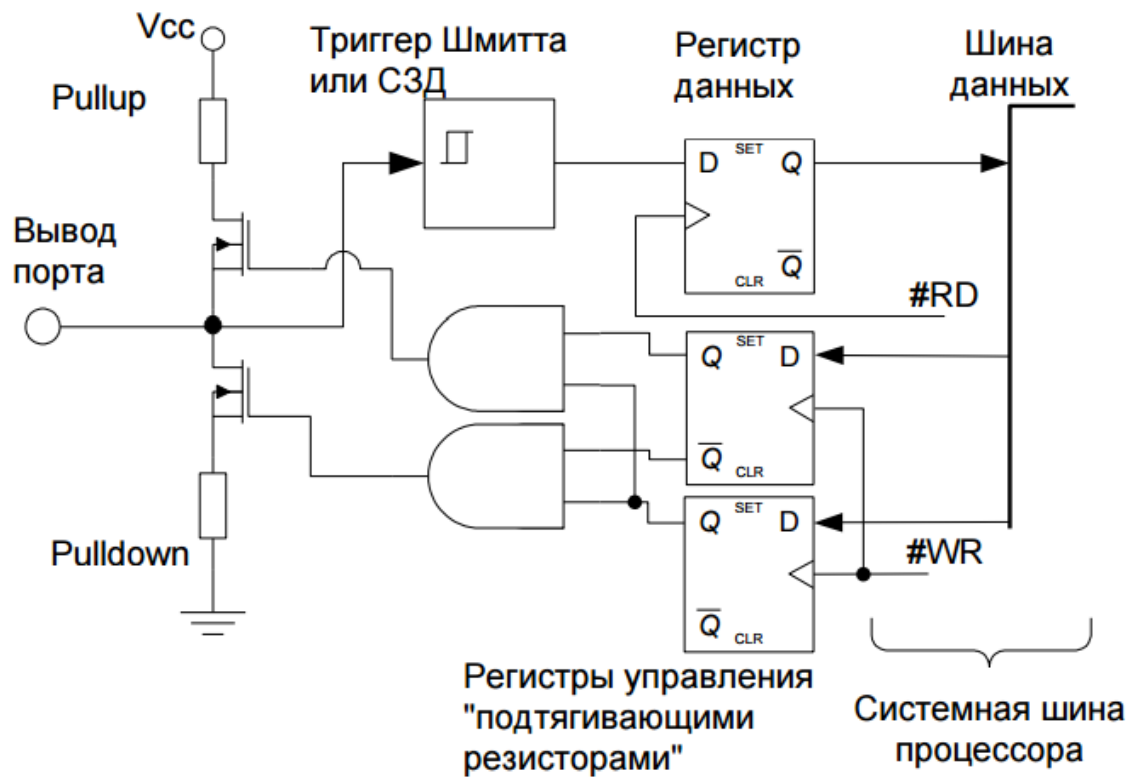 Vcc
Триггер Шмитта
или СЗД
Регистр
данных
Шина
данных
Pullup
D SET Q
Q
CLR
Вывод
порта
#RD
Q SET D
Q
CLR
Q SET D
#WR
Q
CLR
Pulldown
Регистры управления
"подтягивающими
резисторами"
Системная шина
процессора